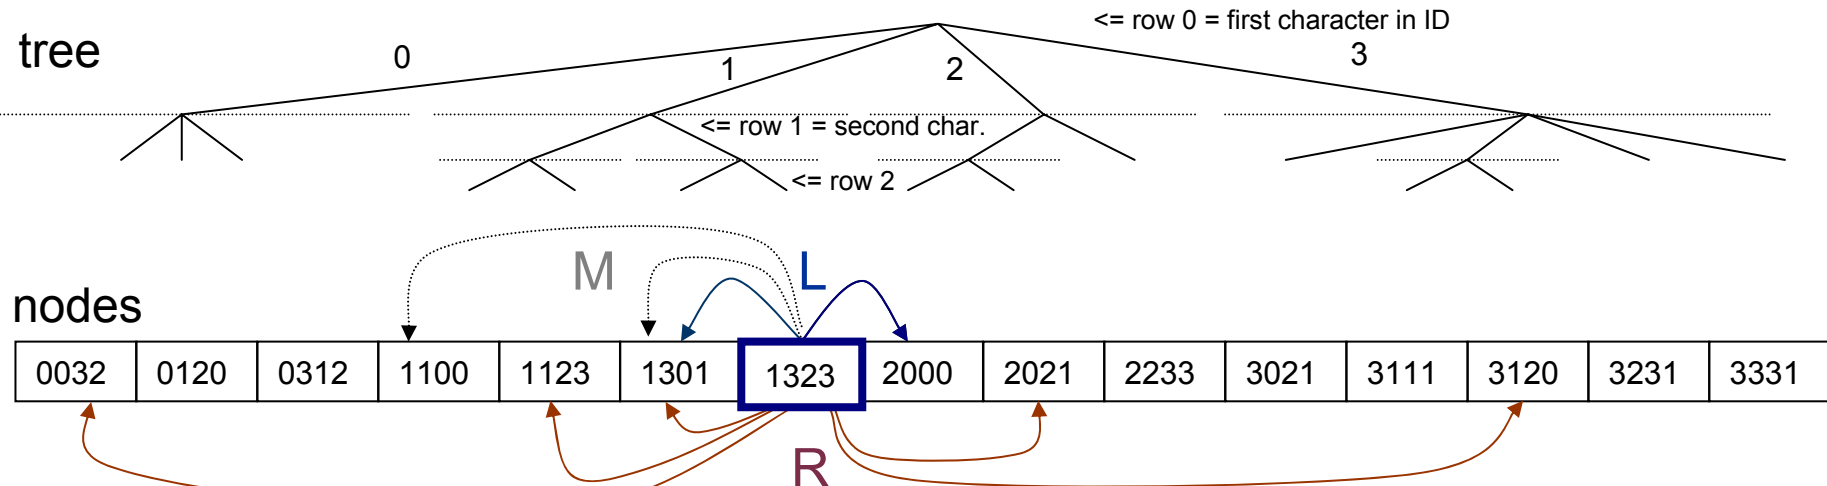 <= row 0 = first character in ID
tree
0
1
2
3
<= row 1 = second char.
<= row 2
M
L
nodes
0032 0120 0312 1100 1123 1301 1323 2000 2021 2233 3021 3111 3120 3231 3331
R